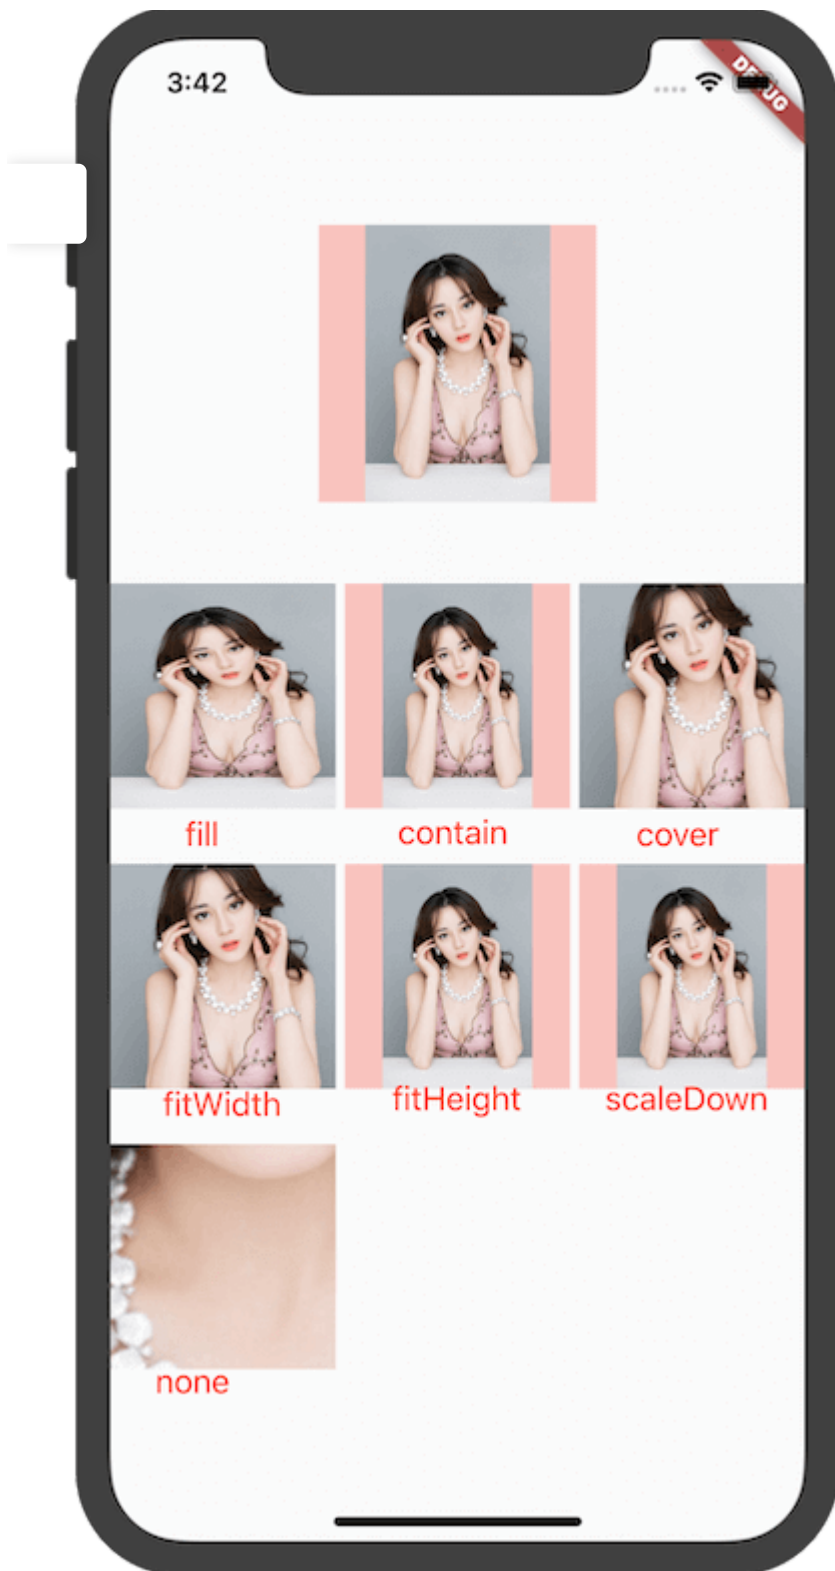 3:42
DEBUG
fill
contain
cover
fitWidth
fitHeight
scaleDown
none